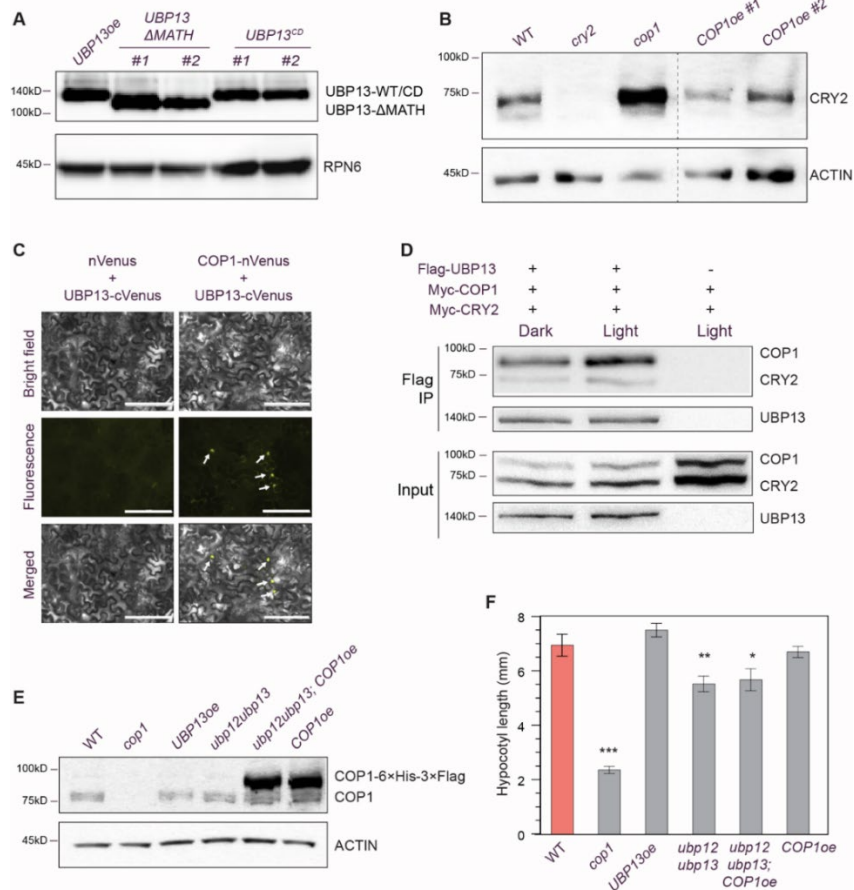 A
UBP13oe
UBP13
ΔMATH
UBP13CD
#1 #2 #1 #2
140kD
100kD
UBP13-WT/CD
UBP13-ΔMATH
45kD
RPN6
B
WT cry2 cop1 COP1oe #1 COP1oe #2
100kD
75kD
CRY2
45kD
ACTIN
C
nVenus
+
UBP13-cVenus
COP1-nVenus
+
UBP13-cVenus
Bright field
Fluorescence
Merged
D
Flag-UBP13 + + -
Myc-COP1 + + +
Myc-CRY2 + + +
Dark Light Light
Flag
IP
100kD
75kD
COP1
CRY2
140kD
UBP13
Input
100kD
75kD
COP1
CRY2
140kD
UBP13
E
WT cop1 UBP13oe ubp12ubp13 ubp12ubp13; COP1oe COP1oe
100kD
75kD
COP1-6×His-3×Flag
COP1
45kD
ACTIN
F
Hypocotyl length (mm)
8
6
4
2
0
***
**
*
WT
cop1
UBP13oe
ubp12
ubp13
ubp12
ubp13;
COP1oe
COP1oe